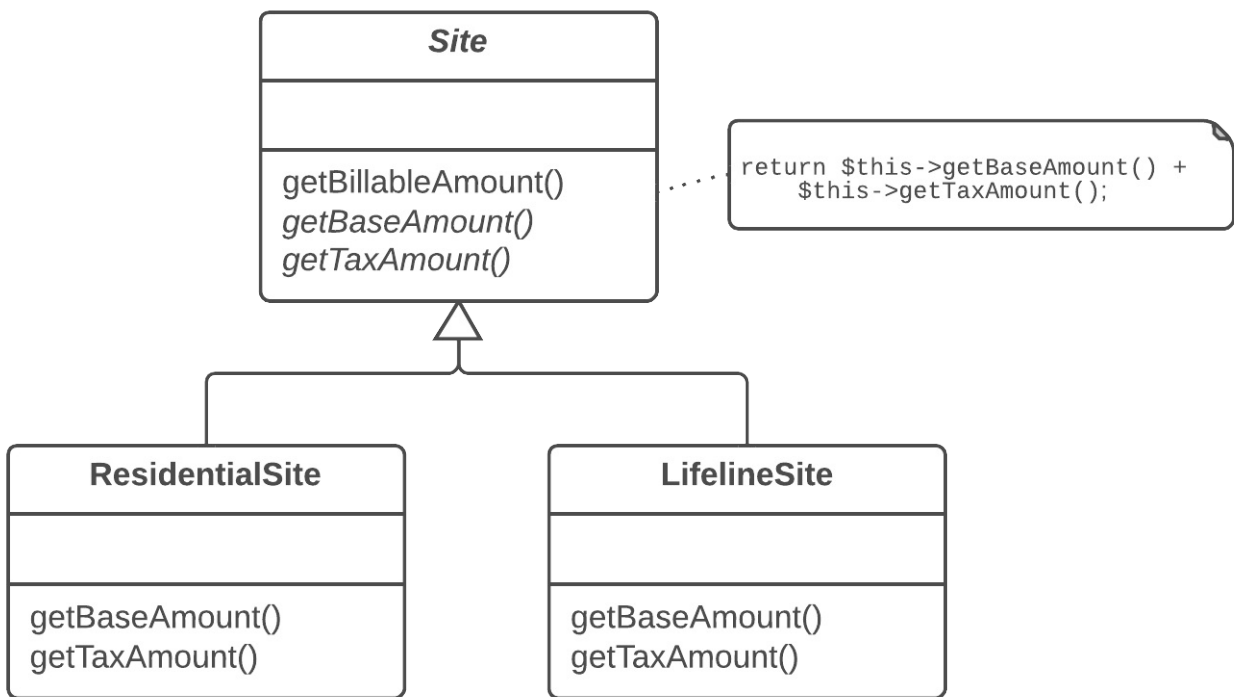 Site
getBillableAmount()
getBaseAmount()
getTaxAmount()
return $this->getBaseAmount() +
$this->getTaxAmount();
ResidentialSite
getBaseAmount()
getTaxAmount()
LifelineSite
getBaseAmount()
getTaxAmount()